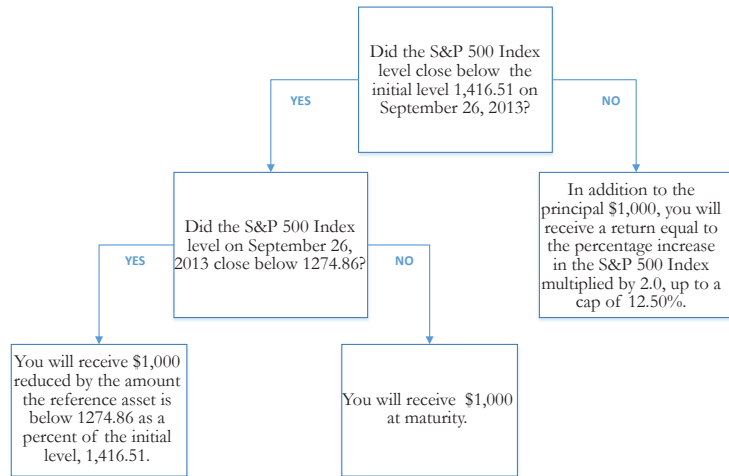 Did the S&P 500 Index
level close below the
initial level 1,416.51 on
September 26, 2013?
YES
NO
Did the S&P 500 Index
level on September 26,
2013 close below 1274.86?
In addition to the
principal $1,000, you will
receive a return equal to
the percentage increase
in the S&P 500 Index
multiplied by 2.0, up to a
cap of 12.50%.
YES
NO
You will receive $1,000
reduced by the amount
the reference asset is
below 1274.86 as a
percent of the initial
level, 1,416.51.
You will receive $1,000
at maturity.